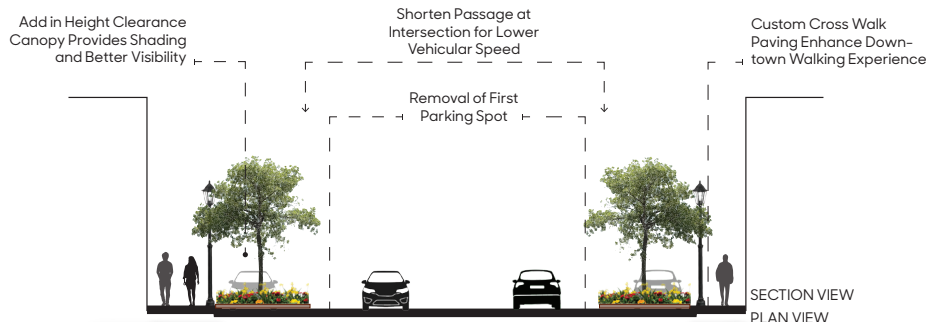 Add in Height Clearance
Canopy Provides Shading
and Better Visibility
Shorten Passage at
Intersection for Lower
Vehicular Speed
Custom Cross Walk
Paving Enhance Down-
town Walking Experience
Removal of First
Parking Spot
SECTION VIEW
PLAN VIEW